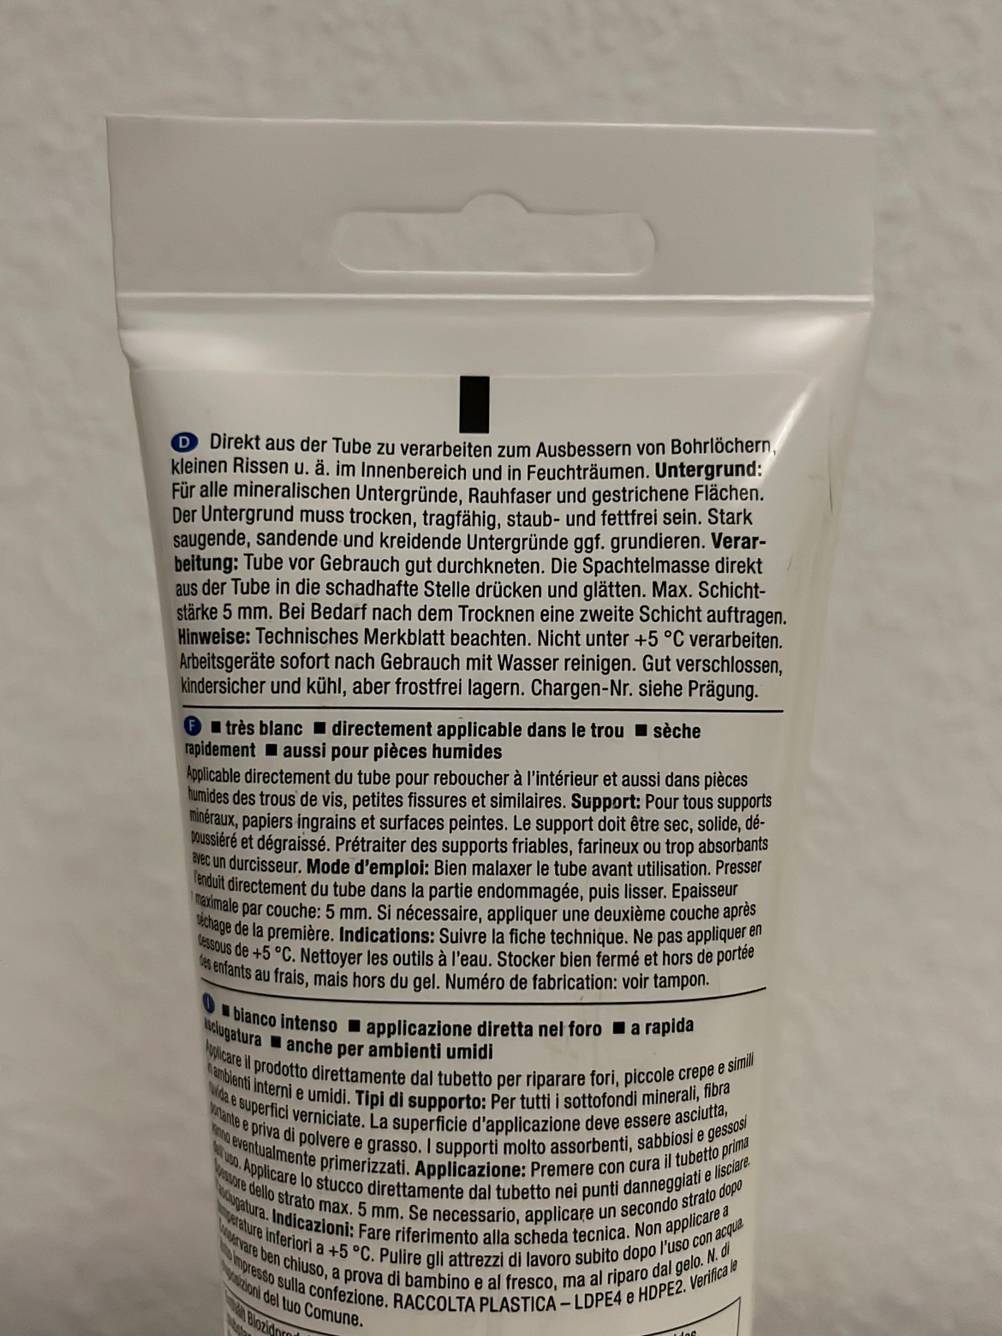 D Direkt aus der Tube zu verarbeiten zum Ausbessern von Bohrlöchern,
kleinen Rissen u. ä. im Innenbereich und in Feuchträumen. Untergrund:
Für alle mineralischen Untergründe, Rauhfaser und gestrichene Flächen.
Der Untergrund muss trocken, tragfähig, staub- und fettfrei sein. Stark
saugende, sandende und kreidende Untergründe ggf. grundieren. Verar-
beitung: Tube vor Gebrauch gut durchkneten. Die Spachtelmasse direkt
aus der Tube in die schadhafte Stelle drücken und glätten. Max. Schicht-
stärke 5 mm. Bei Bedarf nach dem Trocknen eine zweite Schicht auftragen.
Hinweise: Technisches Merkblatt beachten. Nicht unter +5 °C verarbeiten.
Arbeitsgeräte sofort nach Gebrauch mit Wasser reinigen. Gut verschlossen,
kindersicher und kühl, aber frostfrei lagern. Chargen-Nr. siehe Prägung.
F ■ très blanc ■ directement applicable dans le trou ■ sèche
rapidement ■ aussi pour pièces humides
Applicable directement du tube pour reboucher à l'intérieur et aussi dans pièces
humides des trous de vis, petites fissures et similaires. Support: Pour tous supports
minéraux, papiers ingrains et surfaces peintes. Le support doit être sec, solide, dé-
poussiéré et dégraissé. Prétraiter des supports friables, farineux ou trop absorbants
avec un durcisseur. Mode d'emploi: Bien malaxer le tube avant utilisation. Presser
l'enduit directement du tube dans la partie endommagée, puis lisser. Epaisseur
maximale par couche: 5 mm. Si nécessaire, appliquer une deuxième couche après
séchage de la première. Indications: Suivre la fiche technique. Ne pas appliquer en
dessous de +5 °C. Nettoyer les outils à l'eau. Stocker bien fermé et hors de portée
des enfants au frais, mais hors du gel. Numéro de fabrication: voir tampon.
I ■ bianco intenso ■ applicazione diretta nel foro ■ a rapida
asciugatura ■ anche per ambienti umidi
Applicare il prodotto direttamente dal tubetto per riparare fori, piccole crepe e simili
in ambienti interni e umidi. Tipi di supporto: Per tutti i sottofondi minerali, fibra
ruvida e superfici verniciate. La superficie d'applicazione deve essere asciutta,
portante e priva di polvere e grasso. I supporti molto assorbenti, sabbiosi e gessosi
vanno eventualmente primerizzati. Applicazione: Premere con cura il tubetto prima
dell'uso. Applicare lo stucco direttamente dal tubetto nei punti danneggiati e lisciare.
Spessore dello strato max. 5 mm. Se necessario, applicare un secondo strato dopo
l'asciugatura. Indicazioni: Fare riferimento alla scheda tecnica. Non applicare a
temperature inferiori a +5 °C. Pulire gli attrezzi di lavoro subito dopo l'uso con acqua.
Conservare ben chiuso, a prova di bambino e al fresco, ma al riparo dal gelo. N. di
impresso sulla confezione. RACCOLTA PLASTICA – LDPE4 e HDPE2. Verifica le
disposizioni del tuo Comune.